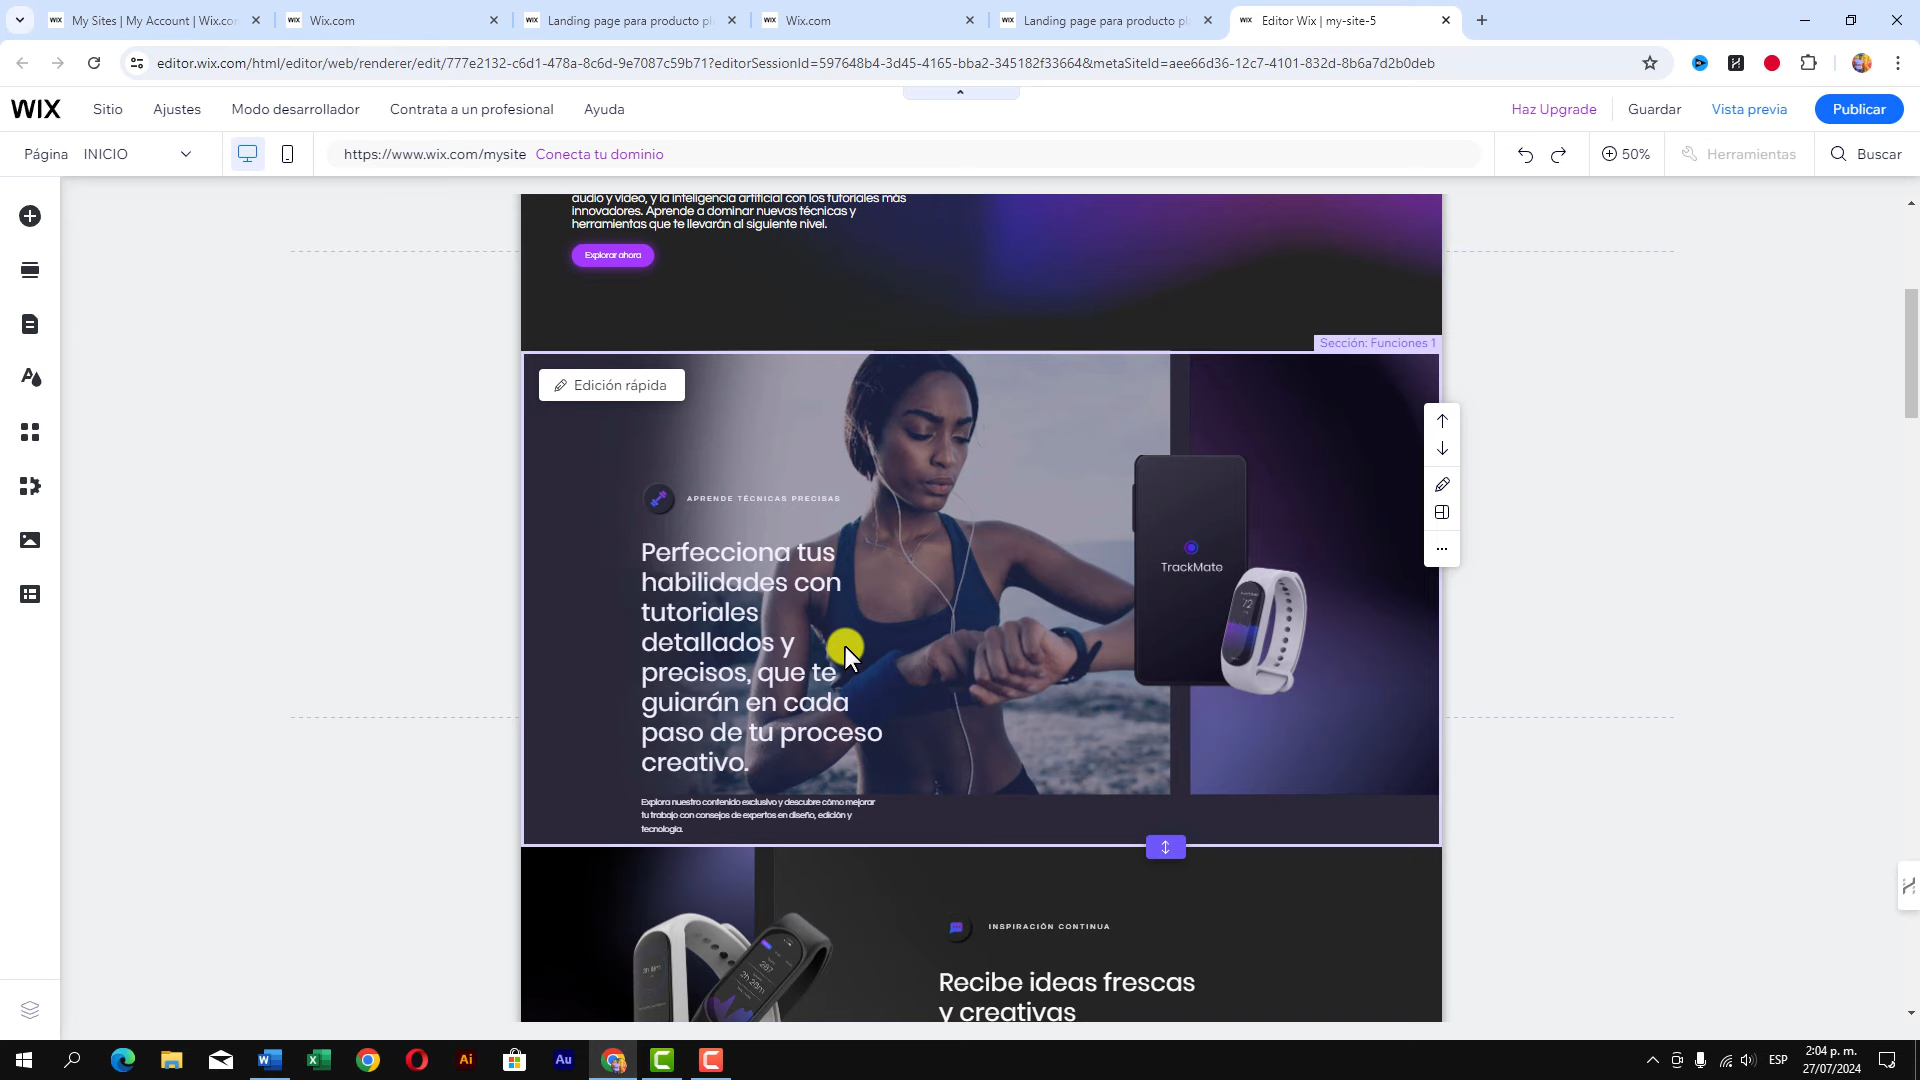 My Sites | My Account | Wix.co
Wix.com
Landing page para producto pl
Wix.com
Landing page para producto pl
Editor Wix | my-site-5
editor.wix.com/html/editor/web/renderer/edit/777e2132-c6d1-478a-8c6d-9e7087c59b71?editorSessionId=597648b4-3d45-4165-bba2-345182f33664&metaSiteId=aee66d36-12c7-4101-832d-8b6a7d2b0deb
WIX
Sitio
Ajustes
Modo desarrollador
Contrata a un profesional
Ayuda
Haz Upgrade
Guardar
Vista previa
Publicar
Página INICIO
https://www.wix.com/mysite Conecta tu dominio
50%
Herramientas
Buscar
audio y video, y la inteligencia artificial con los tutoriales más
innovadores. Aprende a dominar nuevas técnicas y
herramientas que te llevarán al siguiente nivel.
Explorar ahora
Sección: Funciones 1
Edición rápida
APRENDE TÉCNICAS PRECISAS
Perfecciona tus
habilidades con
tutoriales
detallados y
precisos, que te
guiarán en cada
paso de tu proceso
creativo.
TrackMate
Explora nuestro contenido exclusivo y descubre cómo mejorar
tu trabajo con consejos de expertos en diseño, edición y
tecnología.
INSPIRACIÓN CONTINUA
Recibe ideas frescas
y creativas
ESP
2:04 p. m.
27/07/2024